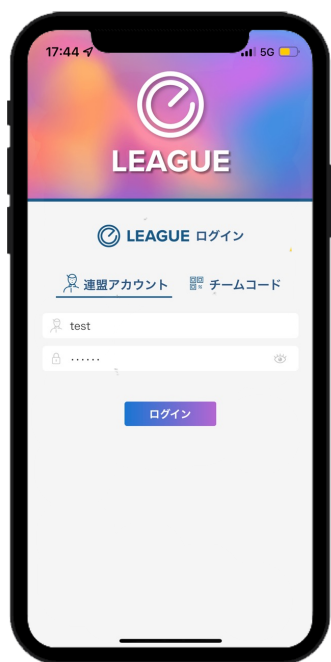 17:44
5G
LEAGUE
LEAGUE ログイン
連盟アカウント チームコード
test
······
ログイン